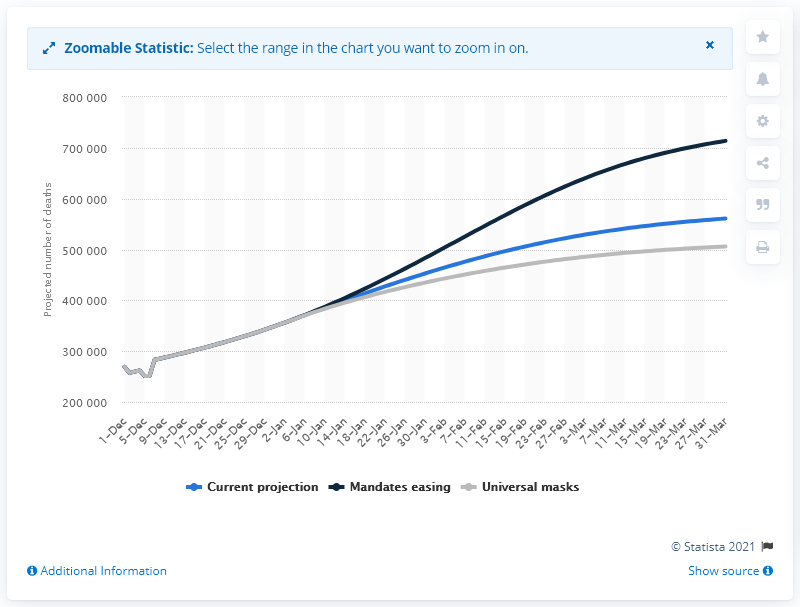 Zoomable Statistic: Select the range in the chart you want to zoom in on.
×
800 000
700 000
600 000
500 000
400 000
300 000
200 000
Projected number of deaths
1-Dec
5-Dec
9-Dec
13-Dec
17-Dec
21-Dec
25-Dec
29-Dec
2-Jan
6-Jan
10-Jan
14-Jan
18-Jan
22-Jan
26-Jan
30-Jan
3-Feb
7-Feb
11-Feb
15-Feb
19-Feb
23-Feb
27-Feb
3-Mar
7-Mar
11-Mar
15-Mar
19-Mar
23-Mar
27-Mar
31-Mar
Current projection Mandates easing Universal masks
© Statista 2021
Additional Information Show source